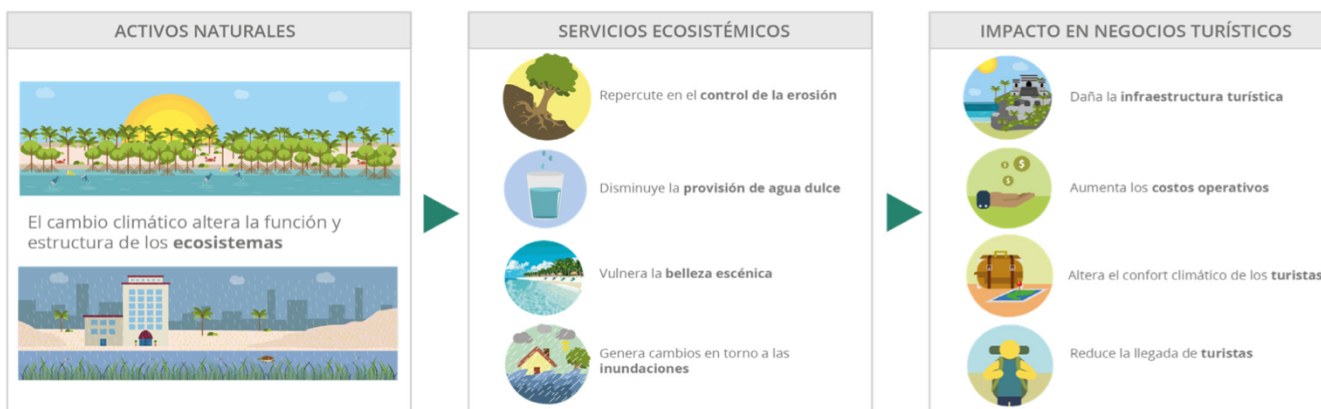 ACTIVOS NATURALES
El cambio climático altera la función y
estructura de los ecosistemas
SERVICIOS ECOSISTÉMICOS
Repercute en el control de la erosión
Disminuye la provisión de agua dulce
Vulnera la belleza escénica
Genera cambios en torno a las
inundaciones
IMPACTO EN NEGOCIOS TURÍSTICOS
Daña la infraestructura turística
$ $ $
Aumenta los costos operativos
Altera el confort climático de los turistas
Reduce la llegada de turistas